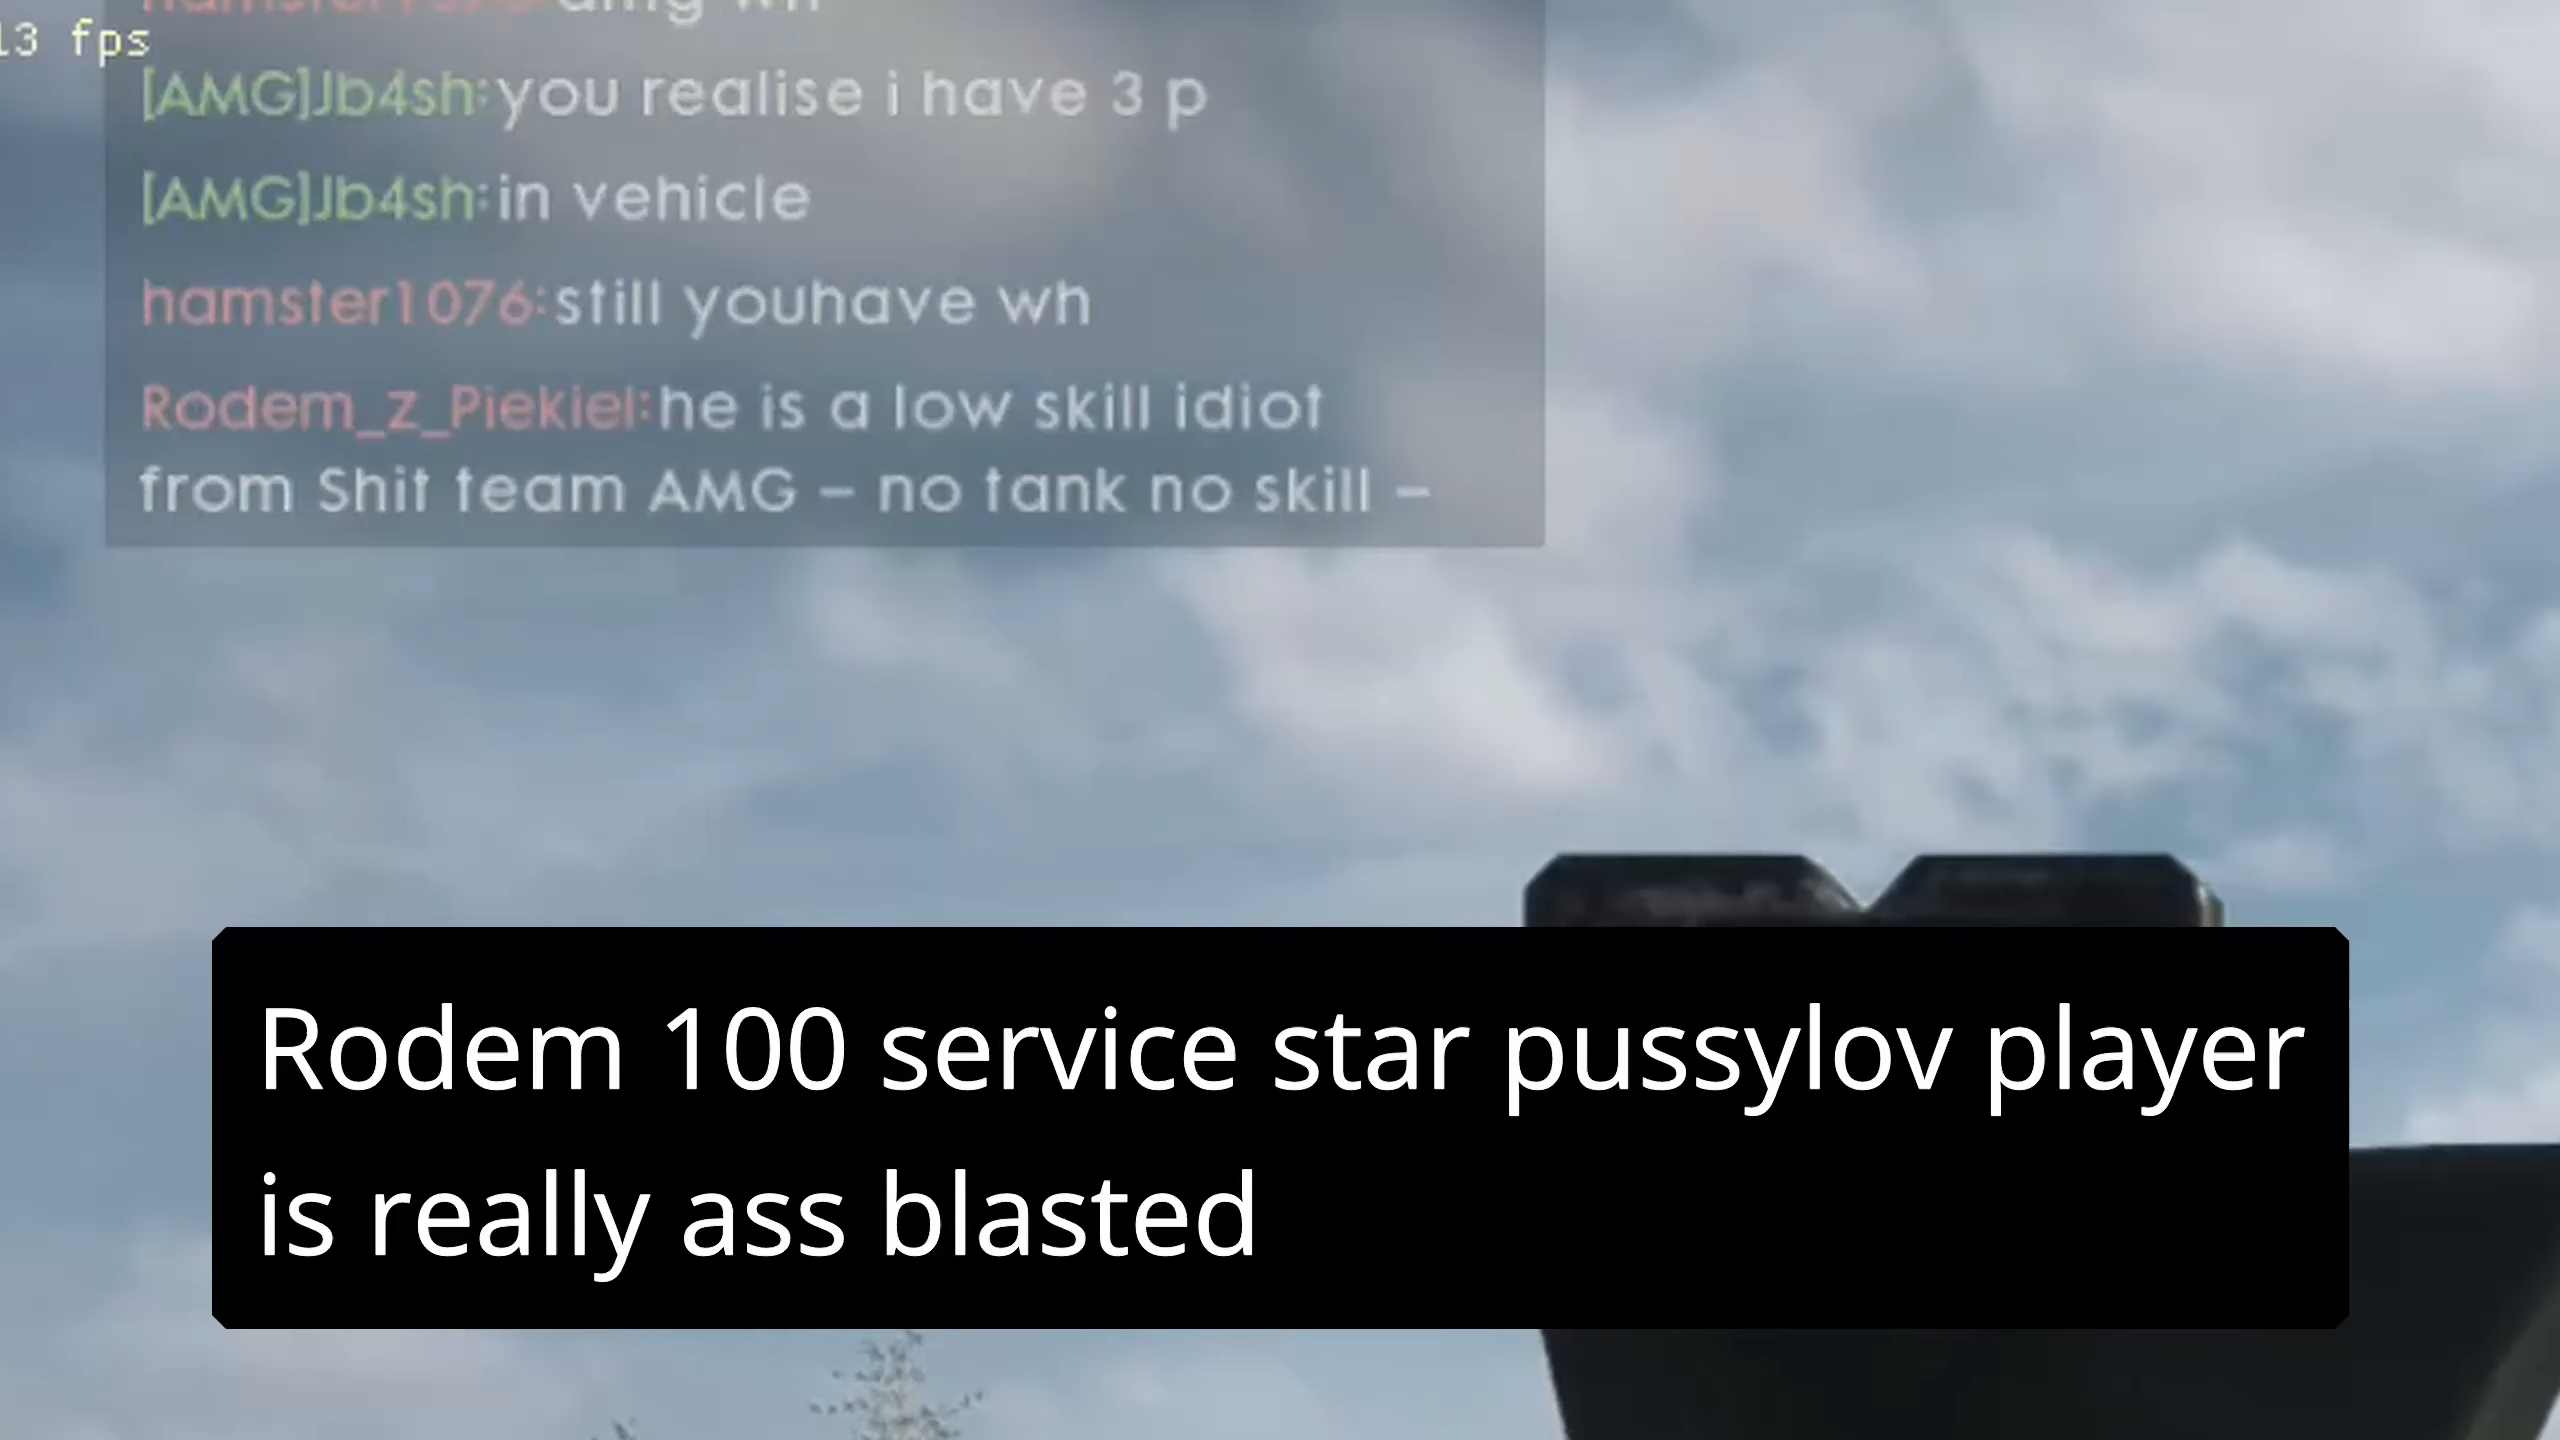 13 fps
amg wh
[AMG]Jb4sh:you realise i have 3 p
[AMG]Jb4sh:in vehicle
hamster1076:still youhave wh
Rodem_z_Piekiel:he is a low skill idiot
from Shit team AMG – no tank no skill –
Rodem 100 service star pussylov player
is really ass blasted